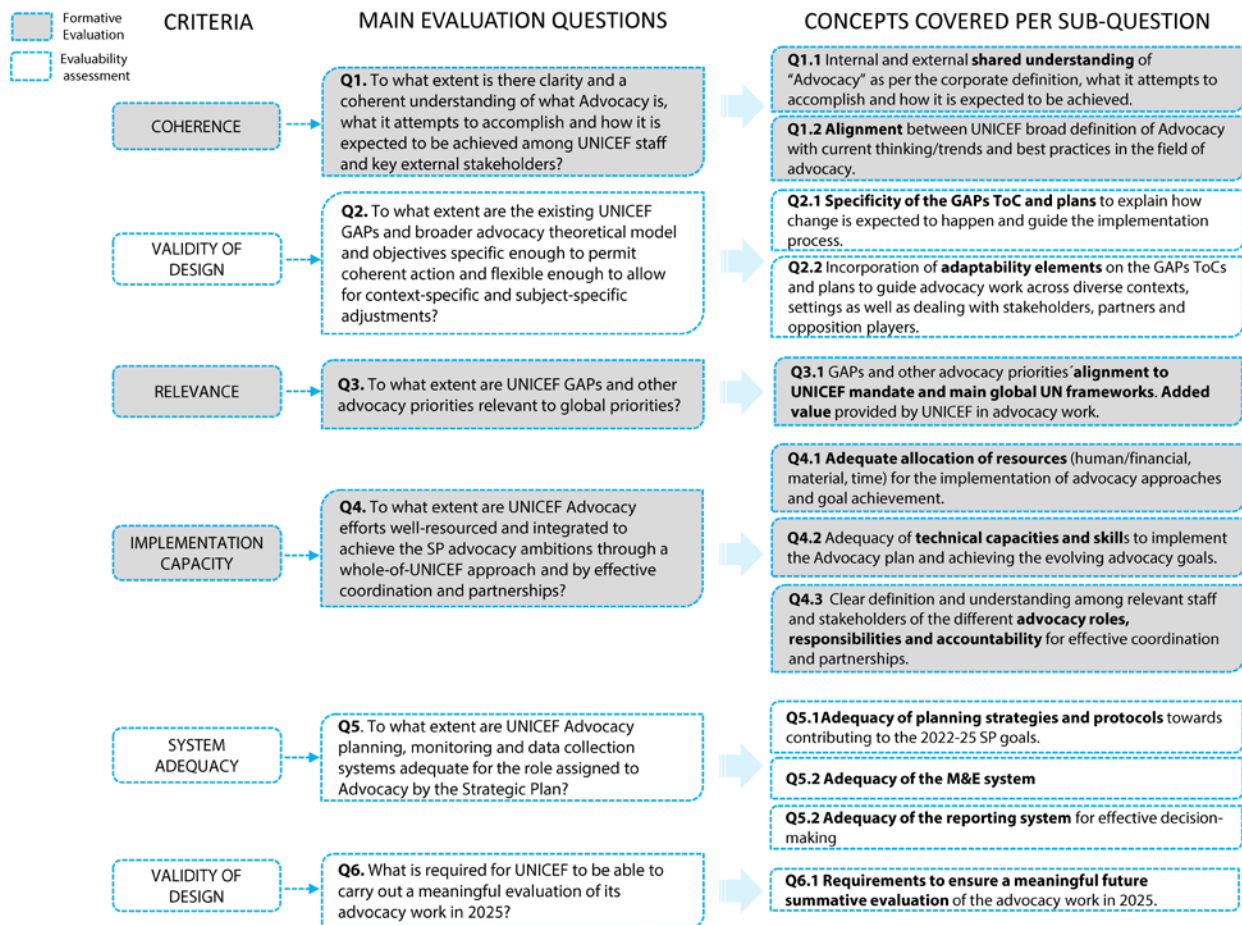 Formative
Evaluation
Evaluability
assessment
CRITERIA
MAIN EVALUATION QUESTIONS
CONCEPTS COVERED PER SUB-QUESTION
COHERENCE
Q1. To what extent is there clarity and a
coherent understanding of what Advocacy is,
what it attempts to accomplish and how it is
expected to be achieved among UNICEF staff
and key external stakeholders?
Q1.1 Internal and external shared understanding of
"Advocacy" as per the corporate definition, what it attempts to
accomplish and how it is expected to be achieved.
Q1.2 Alignment between UNICEF broad definition of Advocacy
with current thinking/trends and best practices in the field of
advocacy.
VALIDITY OF
DESIGN
Q2. To what extent are the existing UNICEF
GAPs and broader advocacy theoretical model
and objectives specific enough to permit
coherent action and flexible enough to allow
for context-specific and subject-specific
adjustments?
Q2.1 Specificity of the GAPs ToC and plans to explain how
change is expected to happen and guide the implementation
process.
Q2.2 Incorporation of adaptability elements on the GAPs ToCs
and plans to guide advocacy work across diverse contexts,
settings as well as dealing with stakeholders, partners and
opposition players.
RELEVANCE
Q3. To what extent are UNICEF GAPs and other
advocacy priorities relevant to global priorities?
Q3.1 GAPs and other advocacy priorities´alignment to
UNICEF mandate and main global UN frameworks. Added
value provided by UNICEF in advocacy work.
IMPLEMENTATION
CAPACITY
Q4. To what extent are UNICEF Advocacy
efforts well-resourced and integrated to
achieve the SP advocacy ambitions through a
whole-of-UNICEF approach and by effective
coordination and partnerships?
Q4.1 Adequate allocation of resources (human/financial,
material, time) for the implementation of advocacy approaches
and goal achievement.
Q4.2 Adequacy of technical capacities and skills to implement
the Advocacy plan and achieving the evolving advocacy goals.
Q4.3 Clear definition and understanding among relevant staff
and stakeholders of the different advocacy roles,
responsibilities and accountability for effective coordination
and partnerships.
SYSTEM
ADEQUACY
Q5. To what extent are UNICEF Advocacy
planning, monitoring and data collection
systems adequate for the role assigned to
Advocacy by the Strategic Plan?
Q5.1Adequacy of planning strategies and protocols towards
contributing to the 2022-25 SP goals.
Q5.2 Adequacy of the M&E system
Q5.2 Adequacy of the reporting system for effective decision-
making
VALIDITY OF
DESIGN
Q6. What is required for UNICEF to be able to
carry out a meaningful evaluation of its
advocacy work in 2025?
Q6.1 Requirements to ensure a meaningful future
summative evaluation of the advocacy work in 2025.